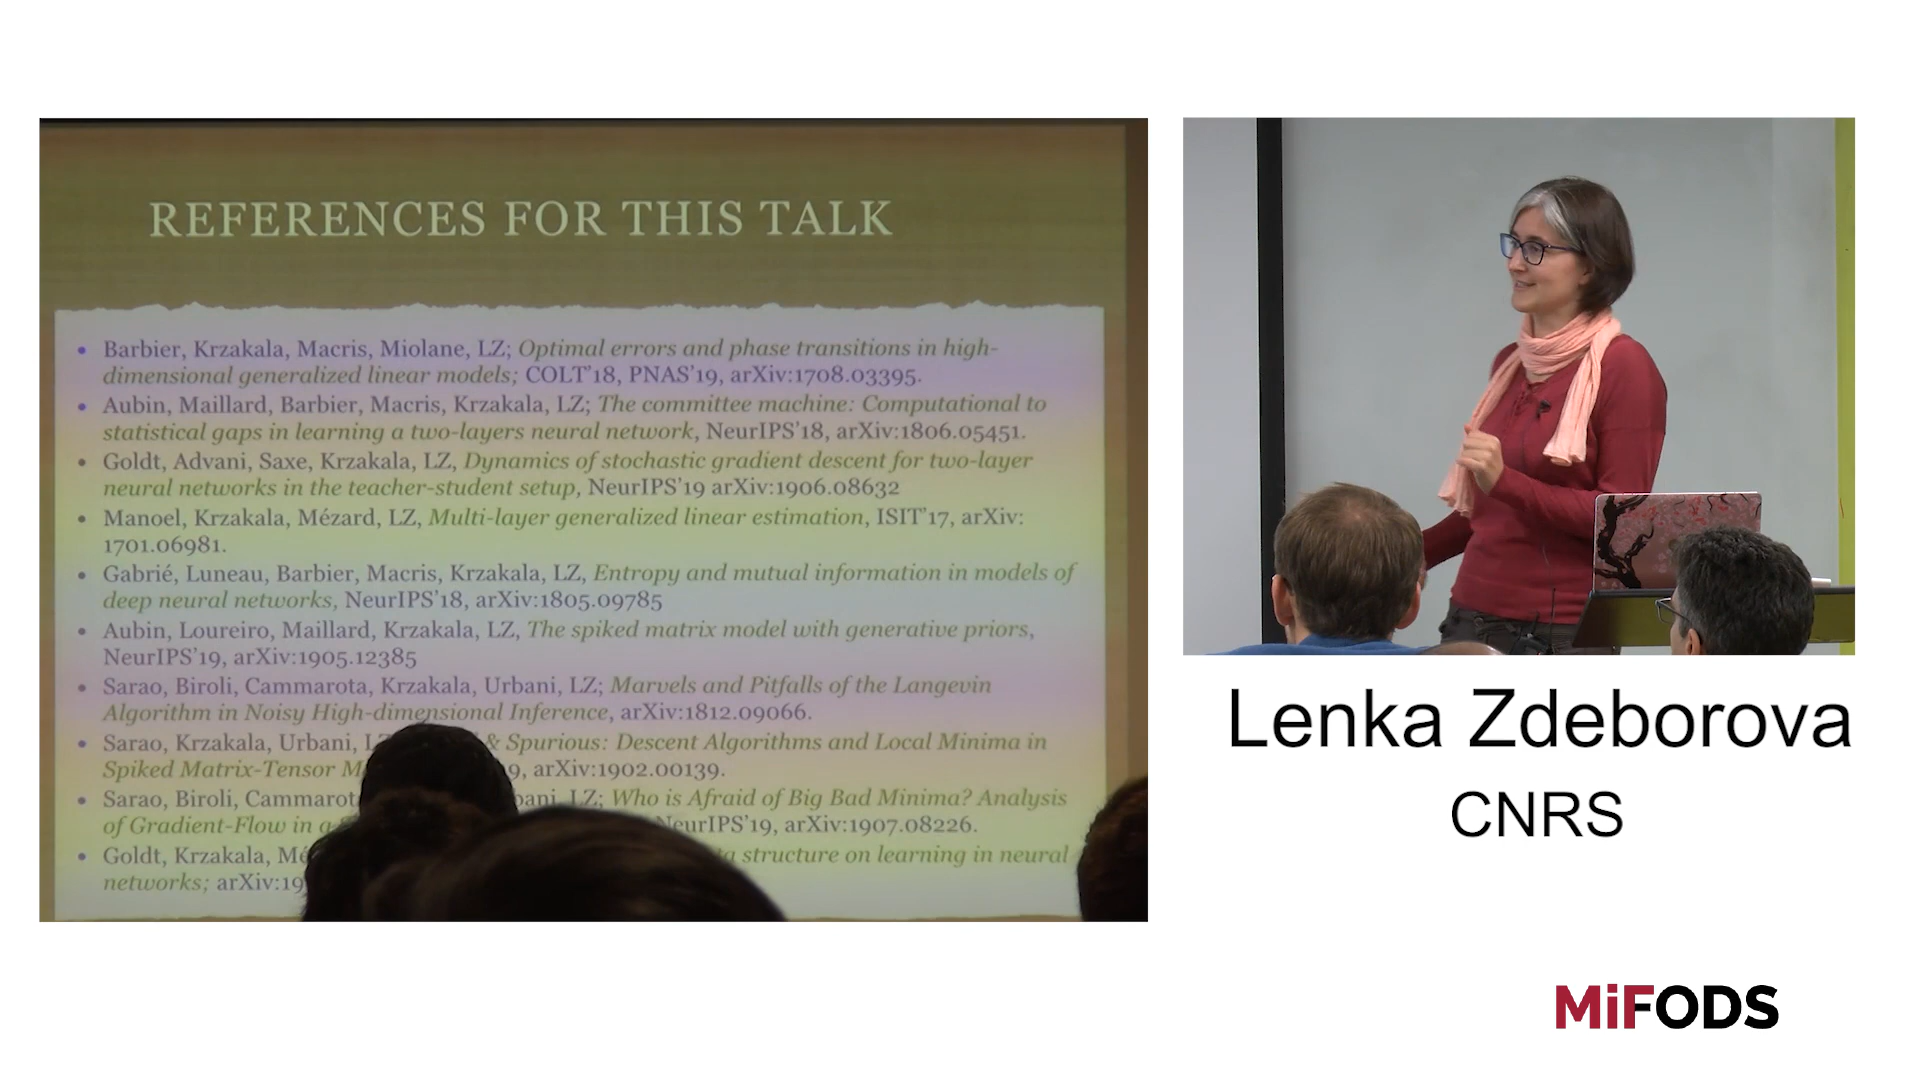 REFERENCES FOR THIS TALK
• Barbier, Krzakala, Macris, Miolane, LZ; Optimal errors and phase transitions in high-
dimensional generalized linear models; COLT'18, PNAS'19, arXiv:1708.03395.
• Aubin, Maillard, Barbier, Macris, Krzakala, LZ; The committee machine: Computational to
statistical gaps in learning a two-layers neural network, NeurIPS'18, arXiv:1806.05451.
• Goldt, Advani, Saxe, Krzakala, LZ, Dynamics of stochastic gradient descent for two-layer
neural networks in the teacher-student setup, NeurIPS'19 arXiv:1906.08632
• Manoel, Krzakala, Mézard, LZ, Multi-layer generalized linear estimation, ISIT'17, arXiv:
1701.06981.
• Gabrié, Luneau, Barbier, Macris, Krzakala, LZ, Entropy and mutual information in models of
deep neural networks, NeurIPS'18, arXiv:1805.09785
• Aubin, Loureiro, Maillard, Krzakala, LZ, The spiked matrix model with generative priors,
NeurIPS'19, arXiv:1905.12385
• Sarao, Biroli, Cammarota, Krzakala, Urbani, LZ; Marvels and Pitfalls of the Langevin
Algorithm in Noisy High-dimensional Inference, arXiv:1812.09066.
• Sarao, Krzakala, Urbani, & Spurious: Descent Algorithms and Local Minima in
Spiked Matrix-Tensor arXiv:1902.00139.
• Sarao, Biroli, LZ; Who is Afraid of Big Bad Minima? Analysis
of Gradient-Flow in NeurIPS'19, arXiv:1907.08226.
• Goldt, Krzakala, structure on learning in neural
networks;
Lenka Zdeborova
CNRS
MiFODS